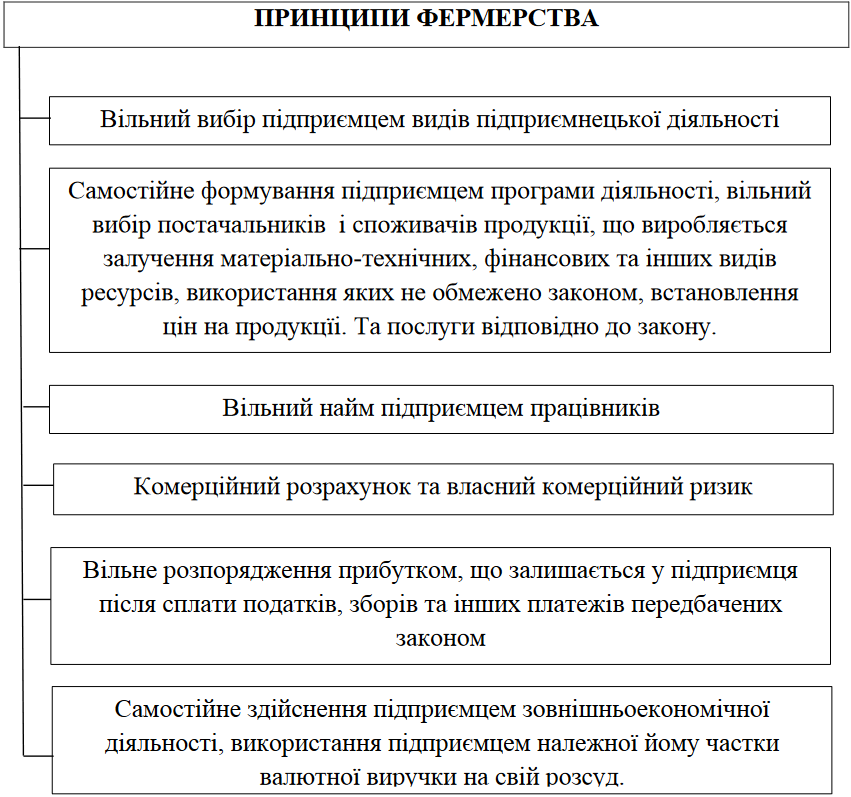 ПРИНЦИПИ ФЕРМЕРСТВА
Вільний вибір підприємцем видів підприємнецької діяльності
Самостійне формування підприємцем програми діяльності, вільний
вибір постачальників і споживачів продукції, що виробляється
залучення матеріально-технічних, фінансових та інших видів
ресурсів, використання яких не обмежено законом, встановлення
цін на продукції. Та послуги відповідно до закону.
Вільний найм підприємцем працівників
Комерційний розрахунок та власний комерційний ризик
Вільне розпорядження прибутком, що залишається у підприємця
після сплати податків, зборів та інших платежів передбачених
законом
Самостійне здійснення підприємцем зовнішньоекономічної
діяльності, використання підприємцем належної йому частки
валютної виручки на свій розсуд.